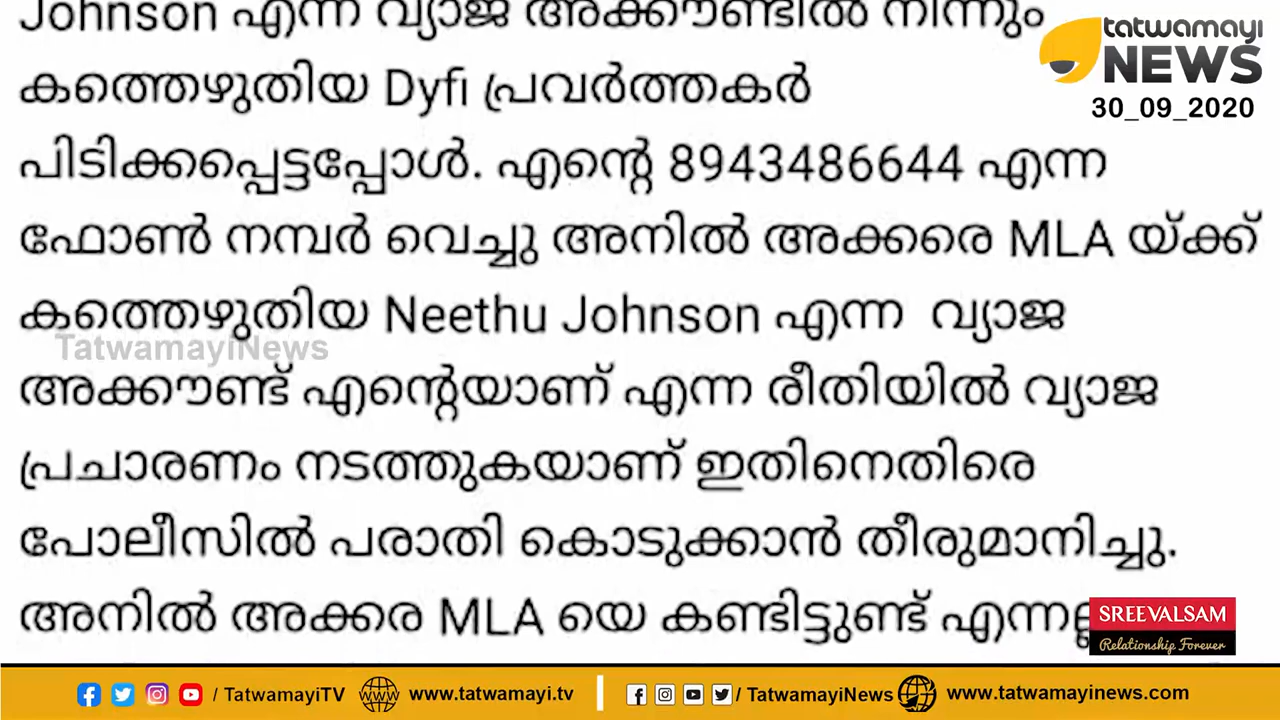 Johnson എന്ന വ്യാജ അക്കൗണ്ടിൽ നിന്നും
tatwamayi
NEWS
30_09_2020
കത്തെഴുതിയ Dyfi പ്രവർത്തകർ
പിടിക്കപ്പെട്ടപ്പോൾ. എന്റെ 8943486644 എന്ന
ഫോൺ നമ്പർ വെച്ചു അനിൽ അക്കരെ MLA യ്ക്ക്
കത്തെഴുതിയ Neethu Johnson എന്ന വ്യാജ
TatwamayiNews
അക്കൗണ്ട് എന്റെയാണ് എന്ന രീതിയിൽ വ്യാജ
പ്രചാരണം നടത്തുകയാണ് ഇതിനെതിരെ
പോലീസിൽ പരാതി കൊടുക്കാൻ തീരുമാനിച്ചു.
അനിൽ അക്കര MLA യെ കണ്ടിട്ടുണ്ട്
SREEVALSAM
Relationship Forever
/ TatwamayiTV www.tatwamayi.tv | / TatwamayiNews www.tatwamayinews.com